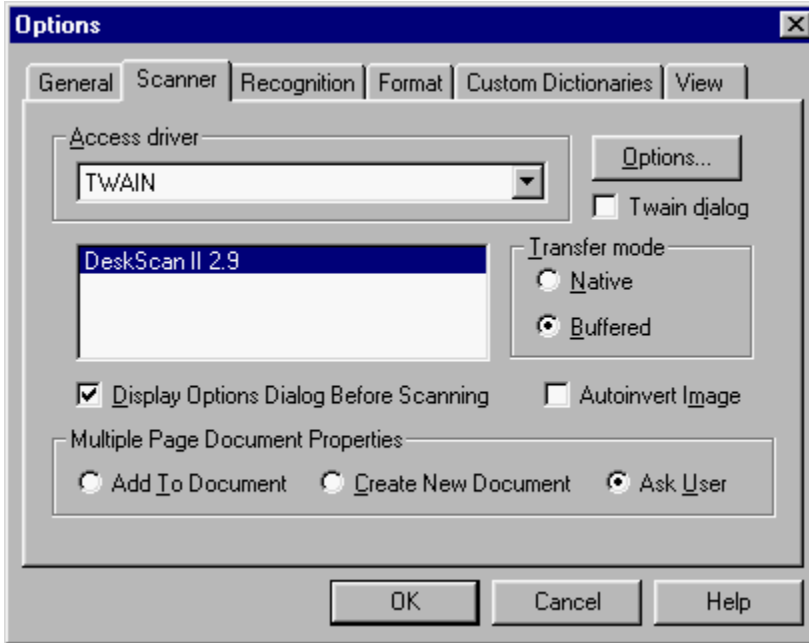 Options
General Scanner Recognition Format Custom Dictionaries View
Access driver
Options...
TWAIN
Twain dialog
DeskScan II 2.9
Transfer mode
Native
Buffered
Display Options Dialog Before Scanning Autoinvert Image
Multiple Page Document Properties
Add To Document Create New Document Ask User
OK Cancel Help